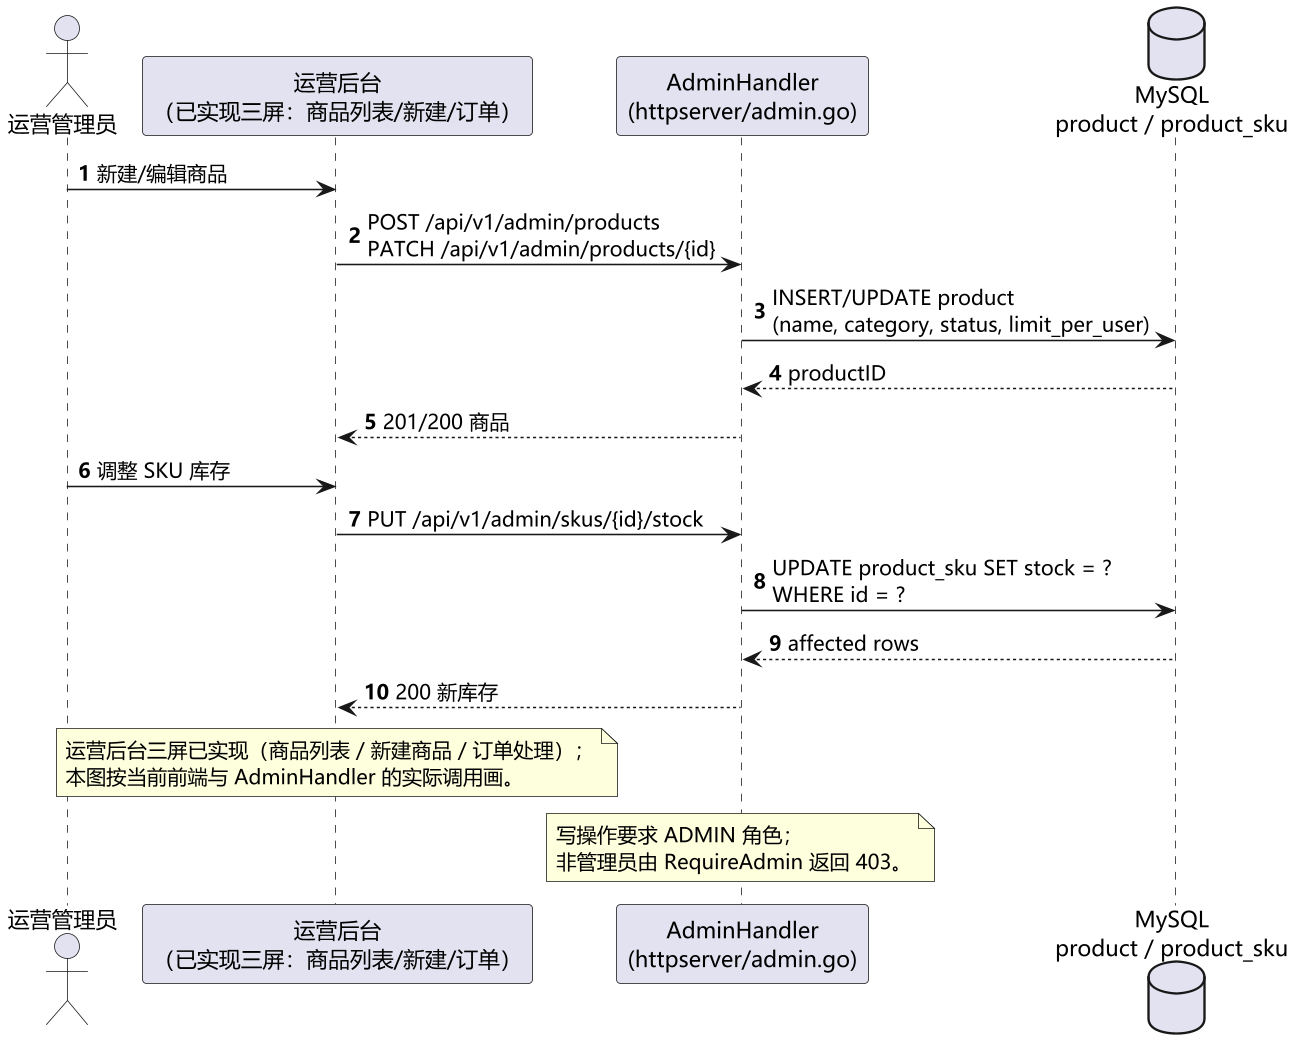 运营管理员
运营后台
（已实现三屏：商品列表/新建/订单）
AdminHandler
(httpserver/admin.go)
MySQL
product / product_sku
1 新建/编辑商品
2 POST /api/v1/admin/products
PATCH /api/v1/admin/products/{id}
3 INSERT/UPDATE product
(name, category, status, limit_per_user)
4 productID
5 201/200 商品
6 调整 SKU 库存
7 PUT /api/v1/admin/skus/{id}/stock
8 UPDATE product_sku SET stock = ?
WHERE id = ?
9 affected rows
10 200 新库存
运营后台三屏已实现（商品列表 / 新建商品 / 订单处理）；
本图按当前前端与 AdminHandler 的实际调用画。
写操作要求 ADMIN 角色；
非管理员由 RequireAdmin 返回 403。
运营管理员
运营后台
（已实现三屏：商品列表/新建/订单）
AdminHandler
(httpserver/admin.go)
MySQL
product / product_sku